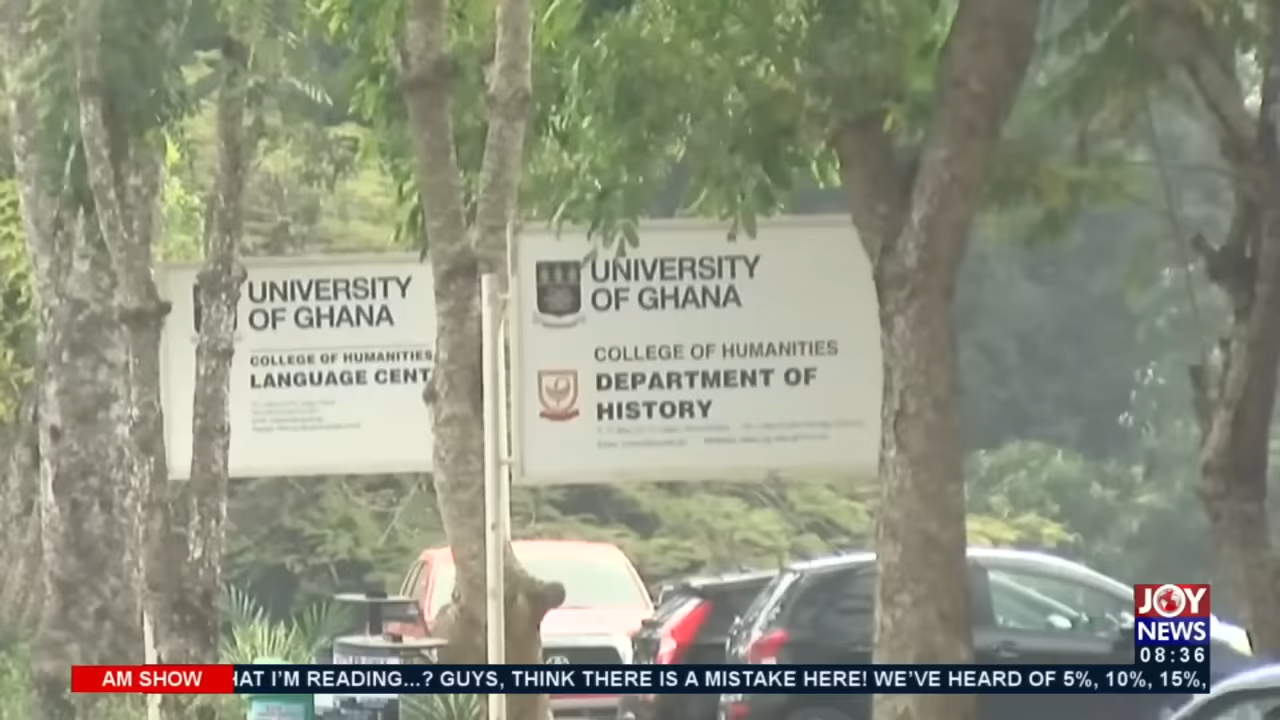 UNIVERSITY
OF GHANA
COLLEGE OF HUMANITIES
LANGUAGE CENT
UNIVERSITY
OF GHANA
COLLEGE OF HUMANITIES
DEPARTMENT OF
HISTORY
JOY
NEWS
08:36
AM SHOW
HAT I'M READING...? GUYS, THINK THERE IS A MISTAKE HERE! WE'VE HEARD OF 5%, 10%, 15%,